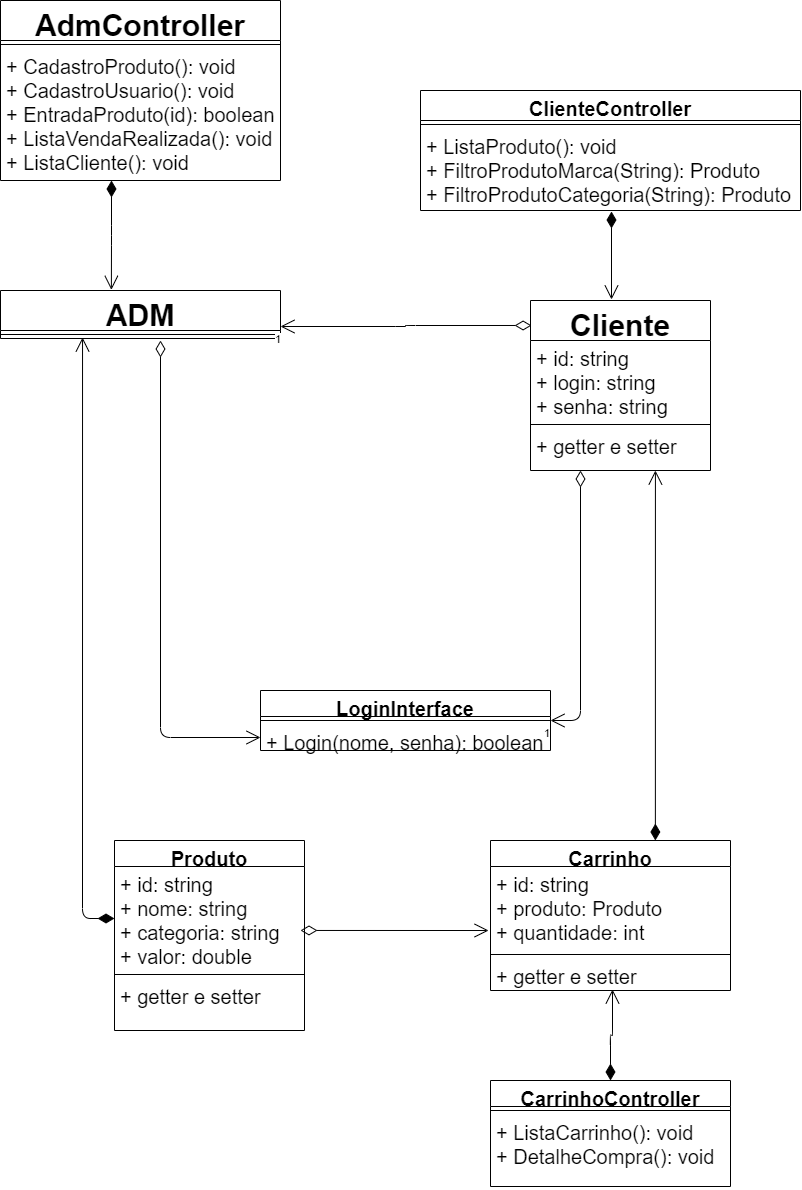 AdmController
+ CadastroProduto(): void
+ CadastroUsuario(): void
+ EntradaProduto(id): boolean
+ ListaVendaRealizada(): void
+ ListaCliente(): void
ClienteController
+ ListaProduto(): void
+ FiltroProdutoMarca(String): Produto
+ FiltroProdutoCategoria(String): Produto
ADM
1
Cliente
+ id: string
+ login: string
+ senha: string
+ getter e setter
LoginInterface
+ Login(nome, senha): boolean
1
Produto
+ id: string
+ nome: string
+ categoria: string
+ valor: double
+ getter e setter
Carrinho
+ id: string
+ produto: Produto
+ quantidade: int
+ getter e setter
CarrinhoController
+ ListaCarrinho(): void
+ DetalheCompra(): void